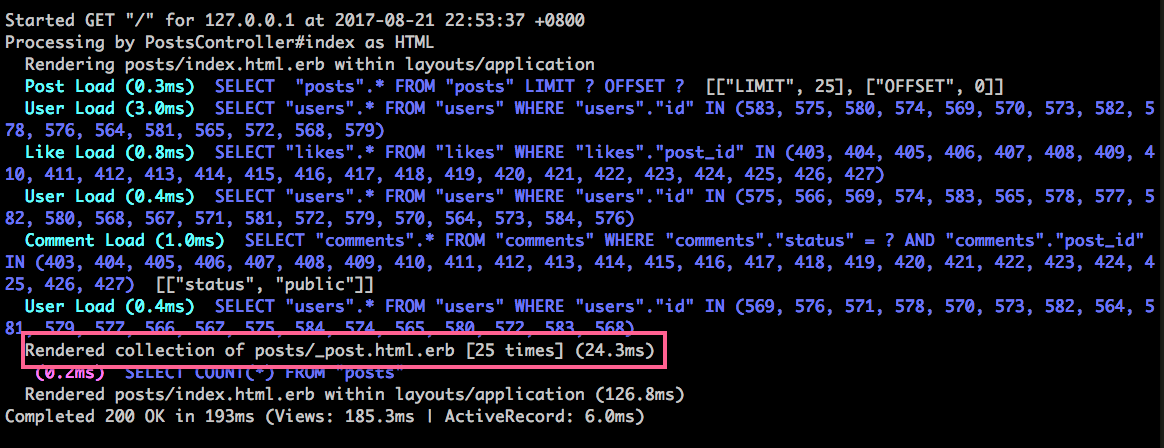 Started GET "/" for 127.0.0.1 at 2017-08-21 22:53:37 +0800
Processing by PostsController#index as HTML
  Rendering posts/index.html.erb within layouts/application
  Post Load (0.3ms)  SELECT  "posts".* FROM "posts" LIMIT ? OFFSET ?  [["LIMIT", 25], ["OFFSET", 0]]
  User Load (3.0ms)  SELECT "users".* FROM "users" WHERE "users"."id" IN (583, 575, 580, 574, 569, 570, 573, 582, 5
78, 576, 564, 581, 565, 572, 568, 579)
  Like Load (0.8ms)  SELECT "likes".* FROM "likes" WHERE "likes"."post_id" IN (403, 404, 405, 406, 407, 408, 409, 4
10, 411, 412, 413, 414, 415, 416, 417, 418, 419, 420, 421, 422, 423, 424, 425, 426, 427)
  User Load (0.4ms)  SELECT "users".* FROM "users" WHERE "users"."id" IN (575, 566, 569, 574, 583, 565, 578, 577, 5
82, 580, 568, 567, 571, 581, 572, 579, 570, 564, 573, 584, 576)
  Comment Load (1.0ms)  SELECT "comments".* FROM "comments" WHERE "comments"."status" = ? AND "comments"."post_id"
IN (403, 404, 405, 406, 407, 408, 409, 410, 411, 412, 413, 414, 415, 416, 417, 418, 419, 420, 421, 422, 423, 424, 4
25, 426, 427)  [["status", "public"]]
  User Load (0.4ms)  SELECT "users".* FROM "users" WHERE "users"."id" IN (569, 576, 571, 578, 570, 573, 582, 564, 5
81, 579, 577, 566, 567, 575, 584, 574, 565, 580, 572, 583, 568)
  Rendered collection of posts/_post.html.erb [25 times] (24.3ms)
   (0.2ms)  SELECT COUNT(*) FROM "posts"
  Rendered posts/index.html.erb within layouts/application (126.8ms)
Completed 200 OK in 193ms (Views: 185.3ms | ActiveRecord: 6.0ms)